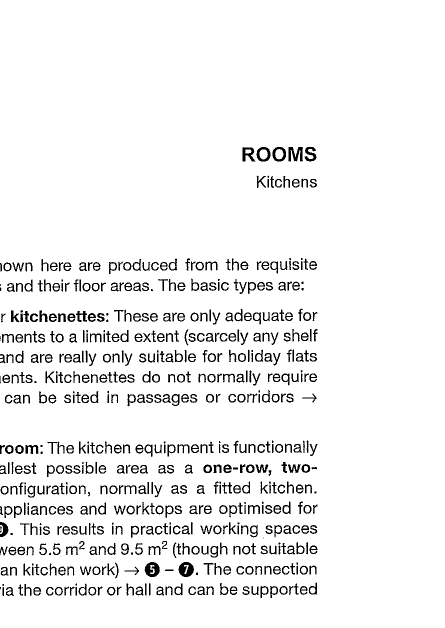 ROOMS
Kitchens
own here are produced from the requisite
and their floor areas. The basic types are:
r kitchenettes: These are only adequate for
ments to a limited extent (scarcely any shelf
and are really only suitable for holiday flats
ents. Kitchenettes do not normally require
can be sited in passages or corridors →
room: The kitchen equipment is functionally
allest possible area as a one-row, two-
onfiguration, normally as a fitted kitchen.
appliances and worktops are optimised for
. This results in practical working spaces
ween 5.5 m² and 9.5 m² (though not suitable
an kitchen work) → ❺ – ❼. The connection
via the corridor or hall and can be supported